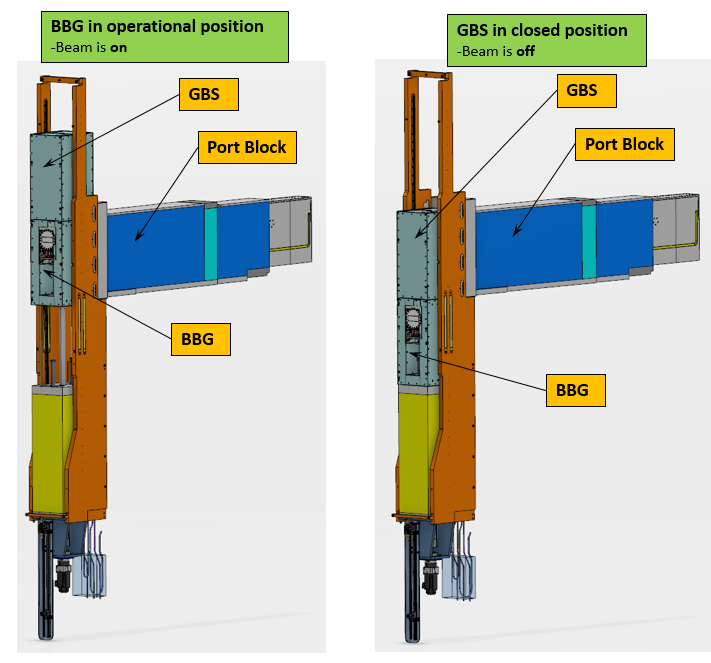 BBG in operational position
-Beam is on
GBS
Port Block
BBG
GBS in closed position
-Beam is off
GBS
Port Block
BBG